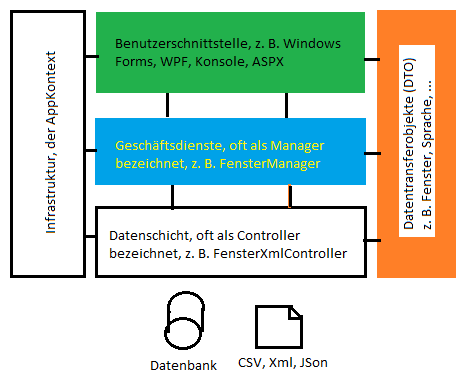 Infrastruktur, der AppKontext
Benutzerschnittstelle, z. B. Windows
Forms, WPF, Konsole, ASPX
Geschäftsdienste, oft als Manager
bezeichnet, z. B. FensterManager
Datenschicht, oft als Controller
bezeichnet, z. B. FensterXmlController
Datentransferobjekte (DTO)
z. B. Fenster, Sprache, ...
Datenbank
CSV, Xml, JSon